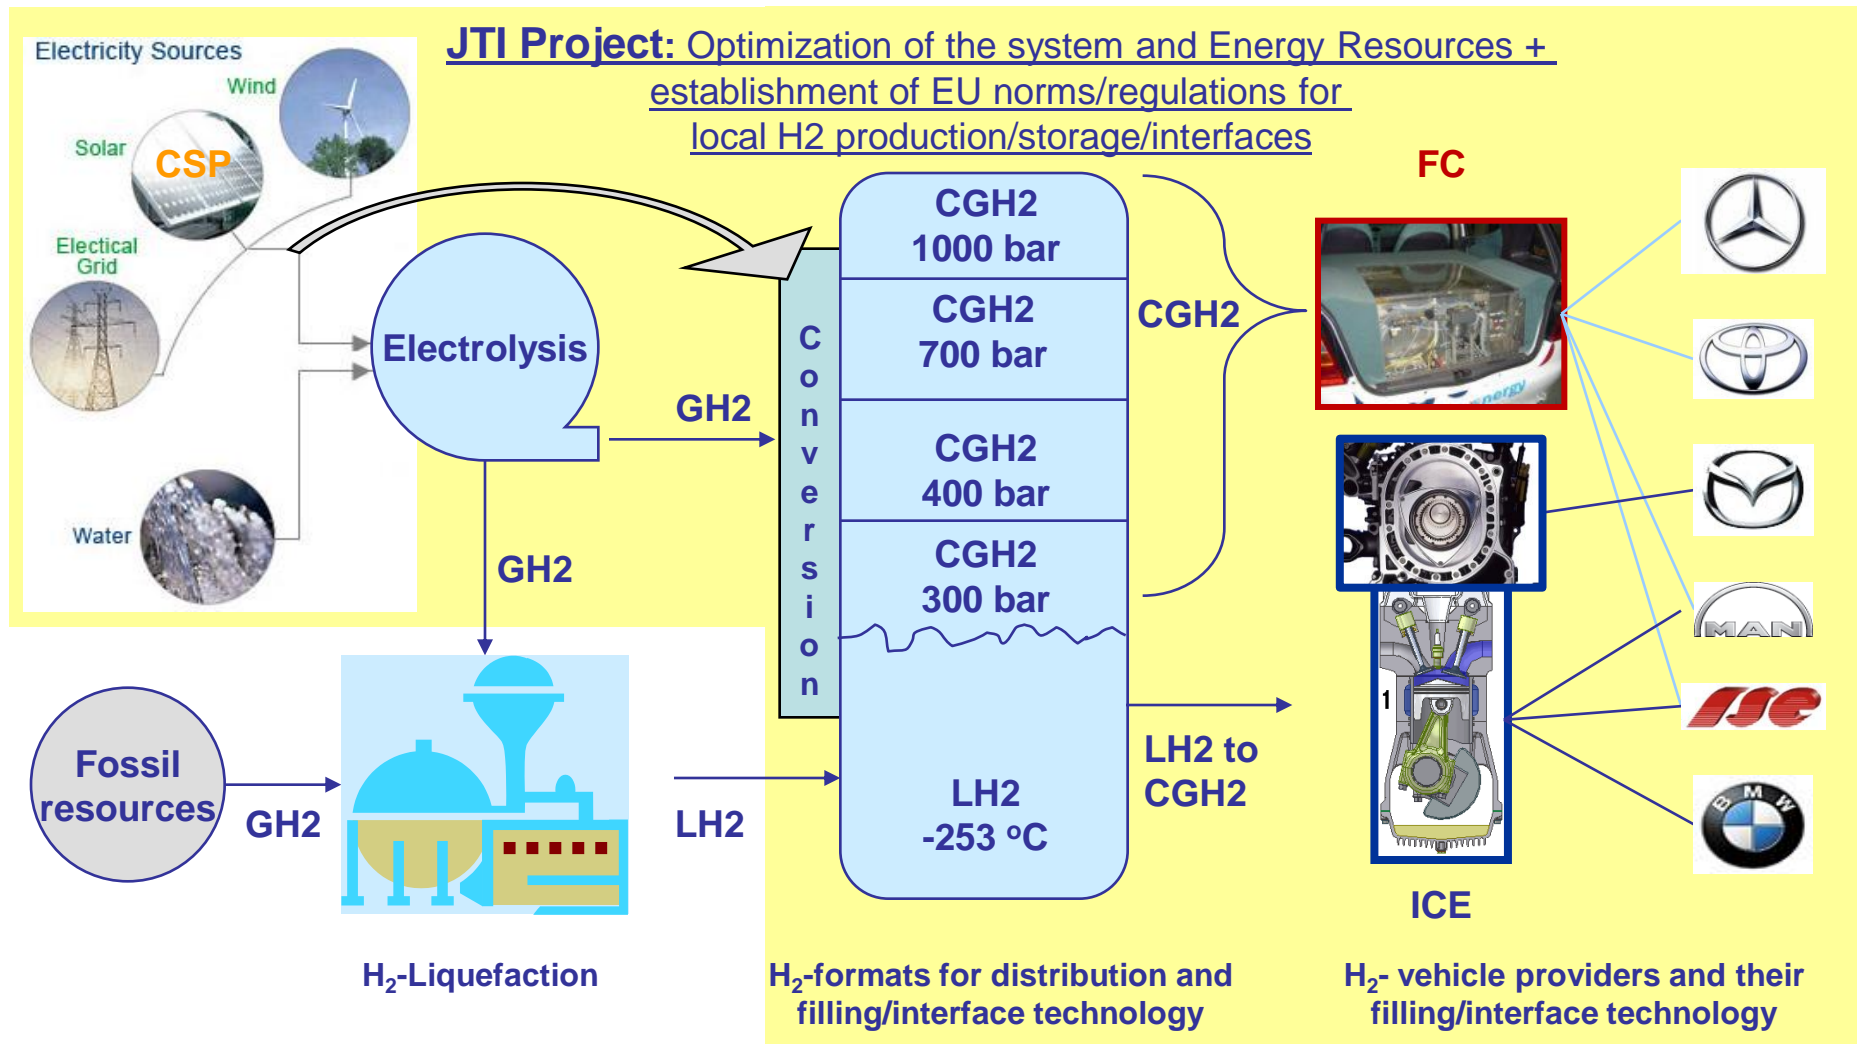 JTI Project: Optimization of the system and Energy Resources +
establishment of EU norms/regulations for
local H2 production/storage/interfaces
Electricity Sources
Wind
Solar
CSP
Electical
Grid
Water
Electrolysis
GH2
GH2
Fossil
resources
GH2
LH2
Conversion
CGH2
1000 bar
CGH2
700 bar
CGH2
400 bar
CGH2
300 bar
LH2
-253 °C
CGH2
LH2 to
CGH2
FC
energy
1
ICE
MAN
ise
BMW
H₂-Liquefaction
H₂-formats for distribution and
filling/interface technology
H₂- vehicle providers and their
filling/interface technology